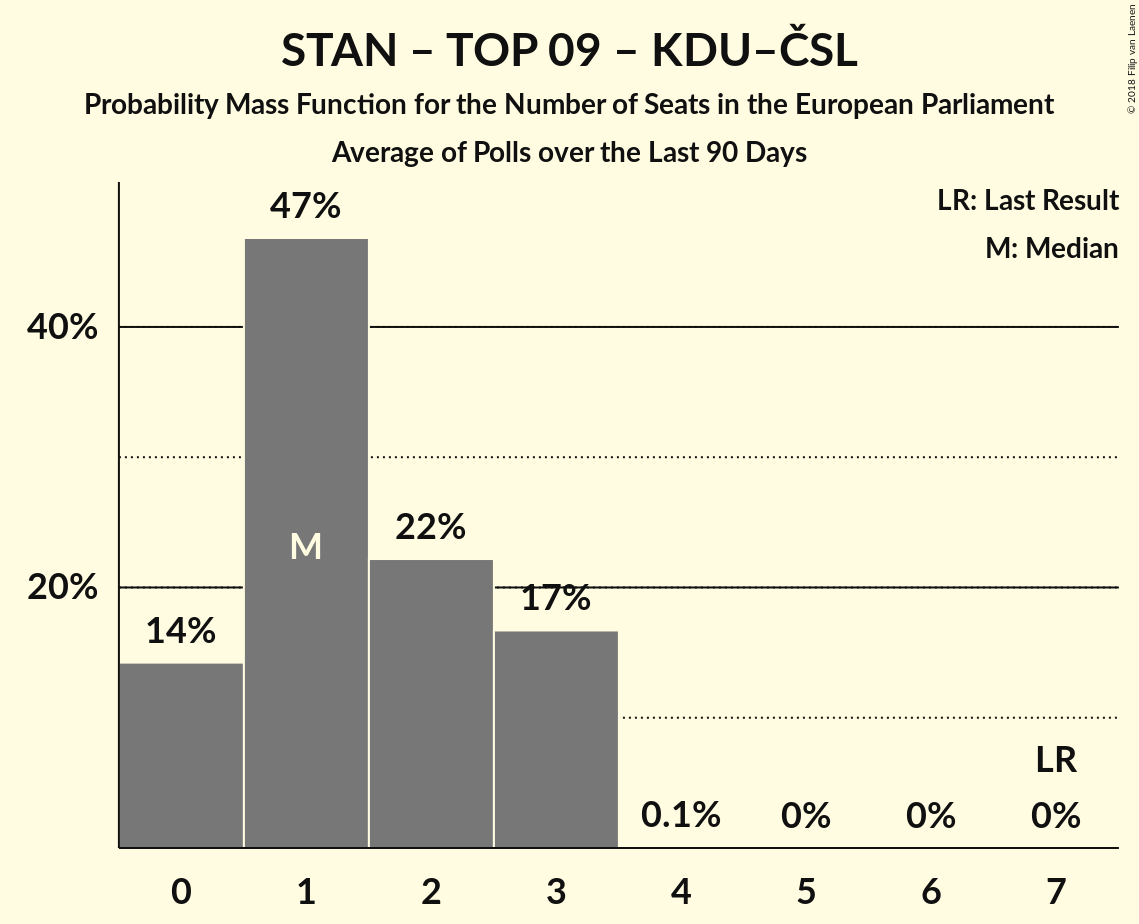 STAN – TOP 09 – KDU–ČSL
Probability Mass Function for the Number of Seats in the European Parliament
Average of Polls over the Last 90 Days
© 2018 Filip van Laenen
LR: Last Result
M: Median
47%
40%
M
22%
20%
17%
14%
LR
0.1% 0% 0% 0%
0 1 2 3 4 5 6 7